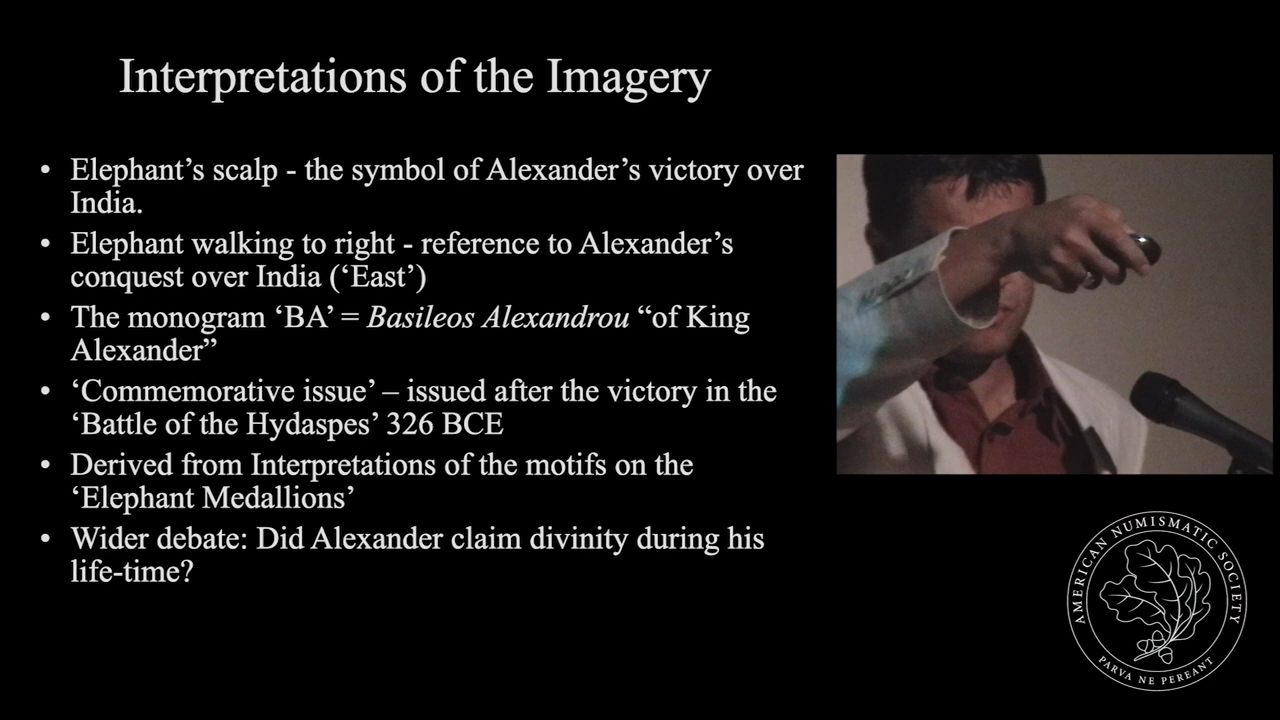 Interpretations of the Imagery
• Elephant’s scalp - the symbol of Alexander’s victory over
India.
• Elephant walking to right - reference to Alexander’s
conquest over India (‘East’)
• The monogram ‘BA’ = Basileos Alexandrou “of King
Alexander”
• ‘Commemorative issue’ – issued after the victory in the
‘Battle of the Hydaspes’ 326 BCE
• Derived from Interpretations of the motifs on the
‘Elephant Medallions’
• Wider debate: Did Alexander claim divinity during his
life-time?
AMERICAN NUMISMATIC SOCIETY
PARVA NE PEREANT